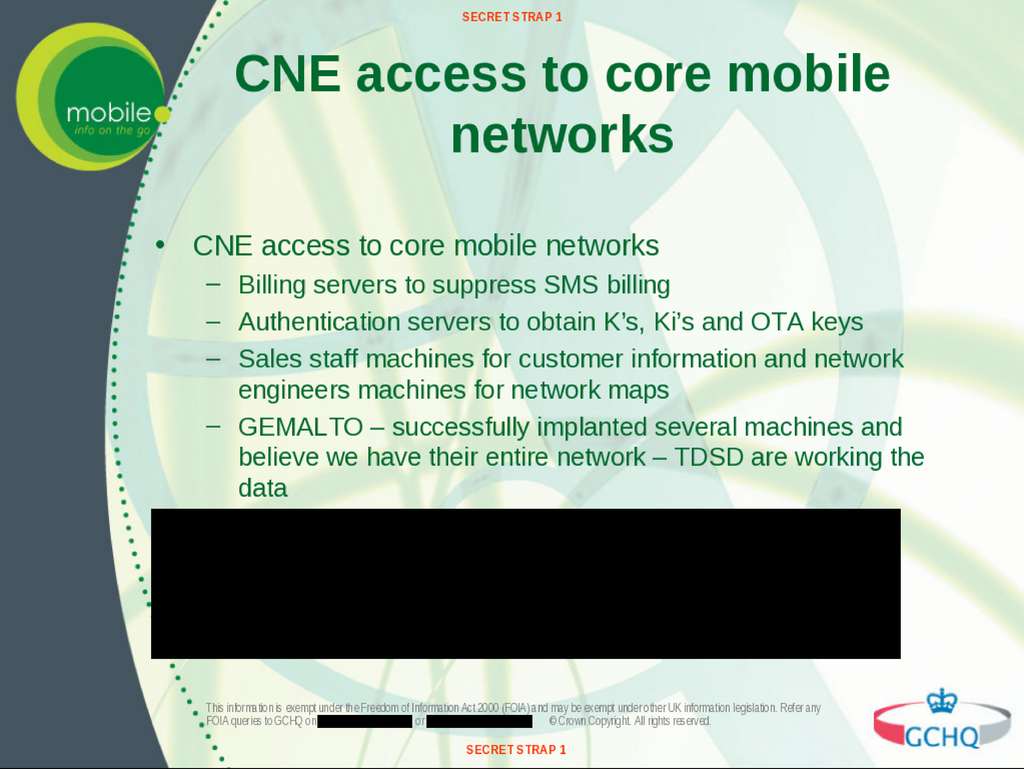 SECRET STRAP 1
CNE access to core mobile
networks
mobile
info on the go
• CNE access to core mobile networks
– Billing servers to suppress SMS billing
– Authentication servers to obtain K’s, Ki’s and OTA keys
– Sales staff machines for customer information and network
engineers machines for network maps
– GEMALTO – successfully implanted several machines and
believe we have their entire network – TDSD are working the
data
This information is exempt under the Freedom of Information Act 2000 (FOIA) and may be exempt under other UK information legislation. Refer any
FOIA queries to GCHQ on or © Crown Copyright. All rights reserved.
GCHQ
SECRET STRAP 1